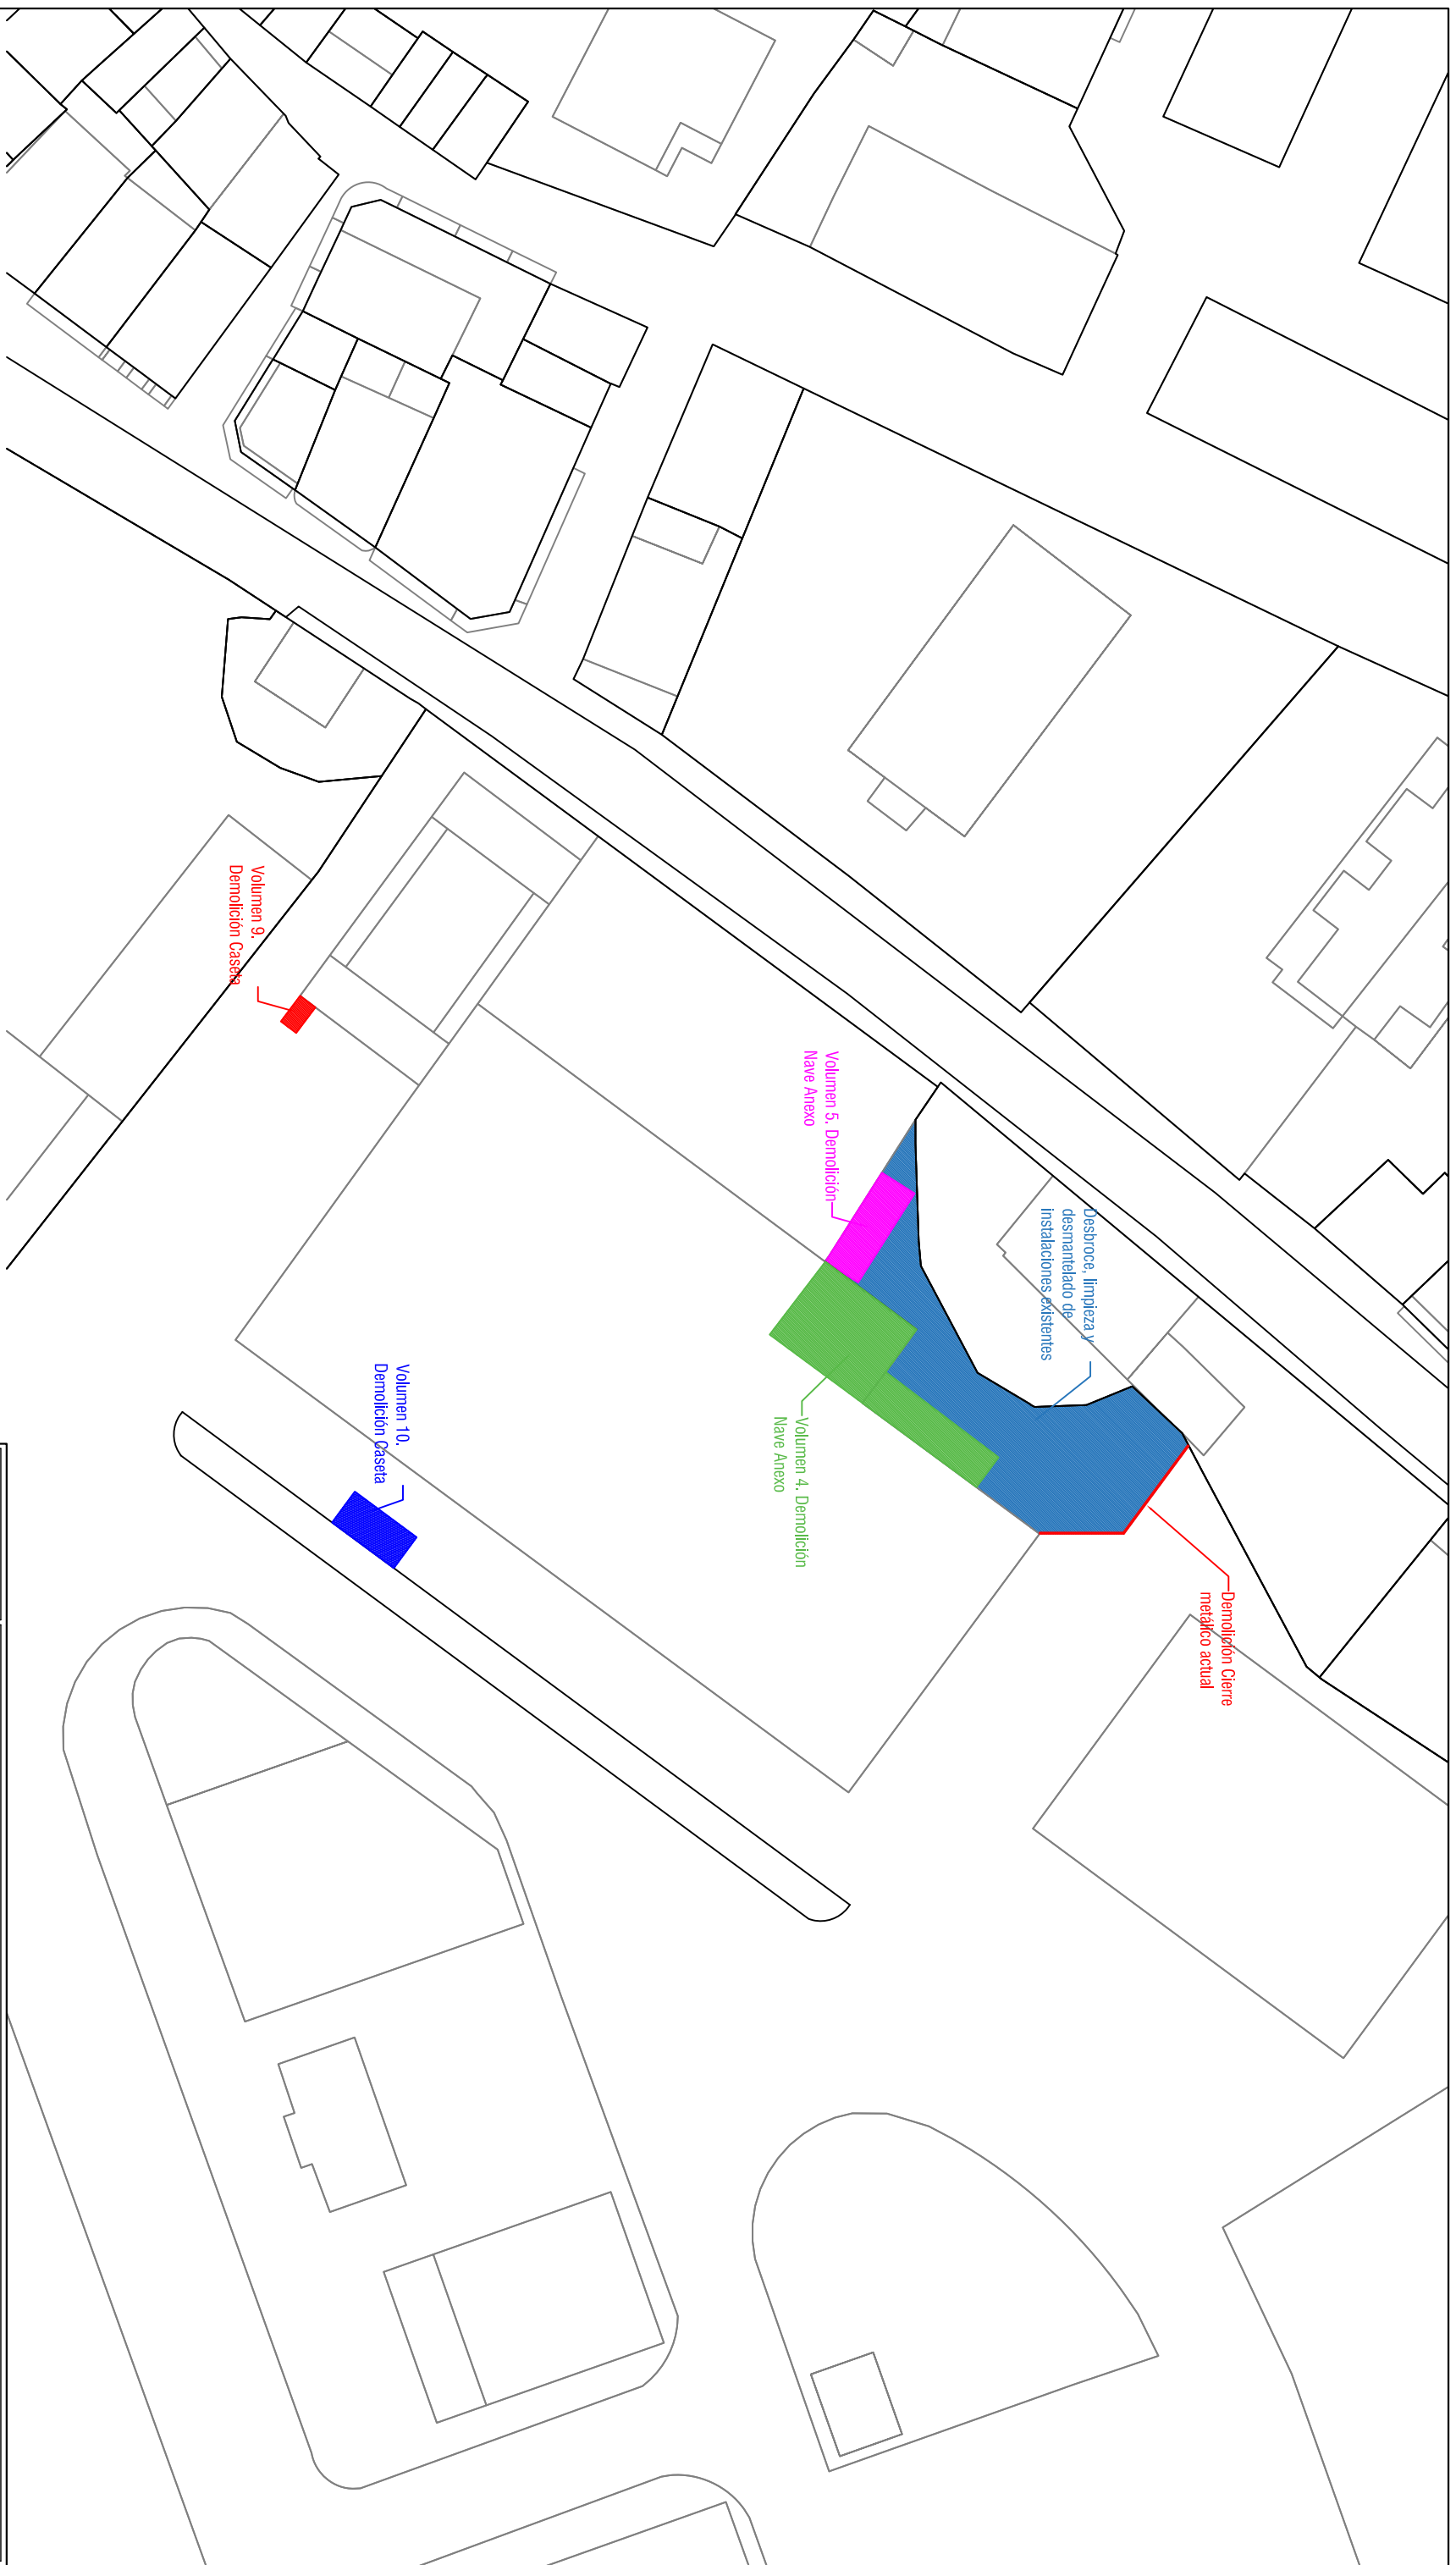 Demolición Cierre
metálico actual
Desbroce, limpieza y
desmantelado de
instalaciones existentes
Volumen 5. Demolición
Nave Anexo
Volumen 4. Demolición
Nave Anexo
Volumen 10.
Demolición Caseta
Volumen 9.
Demolición Caseta